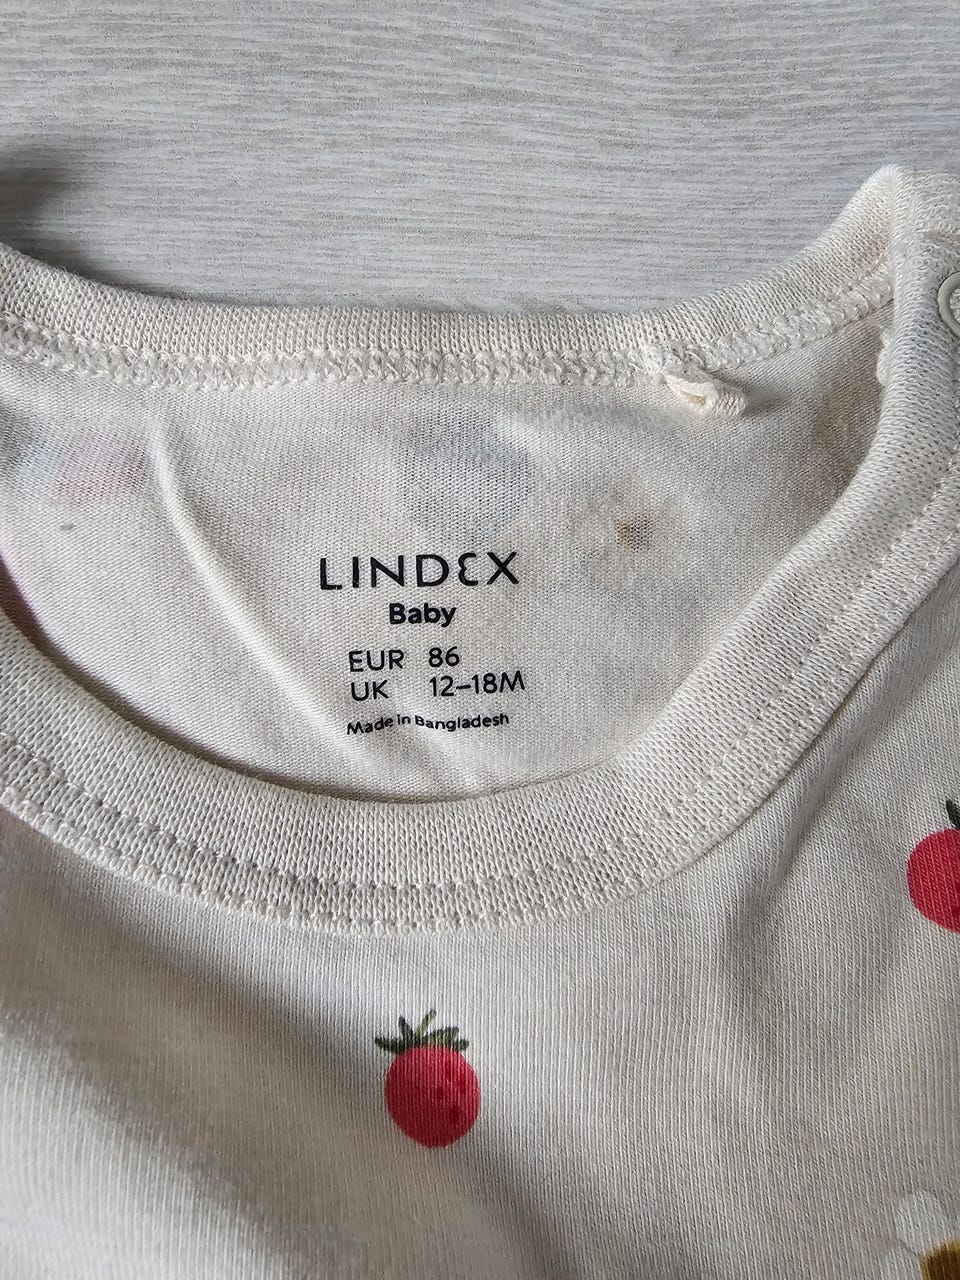 LINDEX
Baby
EUR 86
UK 12–18M
Made in Bangladesh